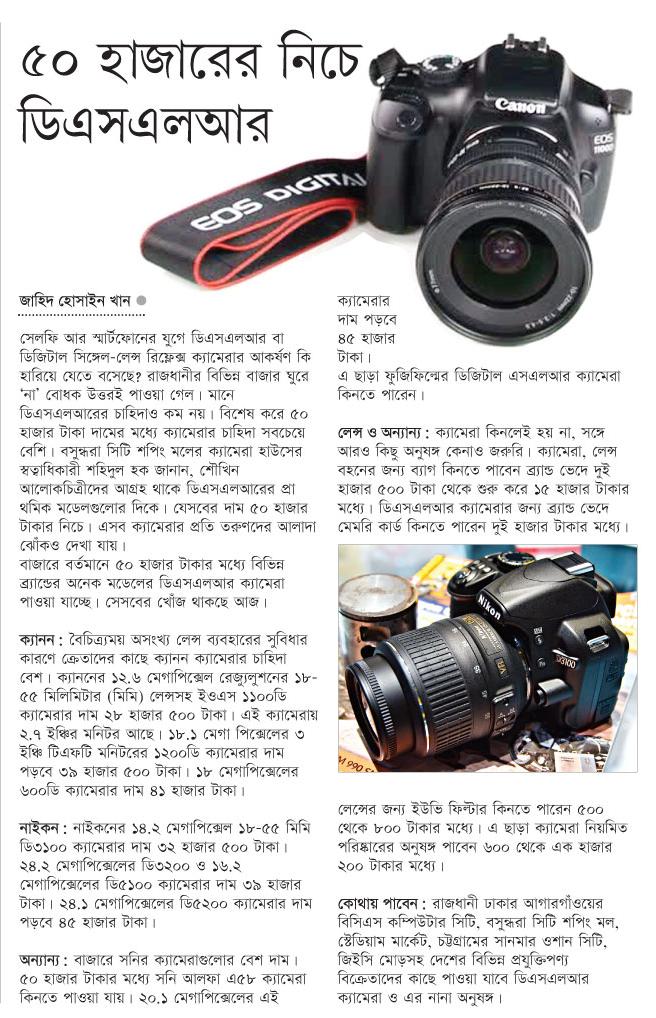 ৫০ হাজারের নিচে
ডিএসএলআর
Canon
EOS
1100D
EOS DIGITAL
জাহিদ হোসাইন খান
সেলফি আর স্মার্টফোনের যুগে ডিএসএলআর বা
ডিজিটাল সিঙ্গেল-লেন্স রিফ্লেক্স ক্যামেরার আকর্ষণ কি
হারিয়ে যেতে বসেছে? রাজধানীর বিভিন্ন বাজার ঘুরে
‘না’ বোধক উত্তরই পাওয়া গেল। মানে
ডিএসএলআরের চাহিদাও কম নয়। বিশেষ করে ৫০
হাজার টাকা দামের মধ্যে ক্যামেরার চাহিদা সবচেয়ে
বেশি। বসুন্ধরা সিটি শপিং মলের ক্যামেরা হাউসের
স্বত্বাধিকারী শহিদুল হক জানান, শৌখিন
আলোকচিত্রীদের আগ্রহ থাকে ডিএসএলআরের প্রা
থমিক মডেলগুলোর দিকে। যেসবের দাম ৫০ হাজার
টাকার নিচে। এসব ক্যামেরার প্রতি তরুণদের আলাদা
ঝোঁকও দেখা যায়।
বাজারে বর্তমানে ৫০ হাজার টাকার মধ্যে বিভিন্ন
ব্র্যান্ডের অনেক মডেলের ডিএসএলআর ক্যামেরা
পাওয়া যাচ্ছে। সেসবের খোঁজ থাকছে আজ।
ক্যানন : বৈচিত্র্যময় অসংখ্য লেন্স ব্যবহারের সুবিধার
কারণে ক্রেতাদের কাছে ক্যানন ক্যামেরার চাহিদা
বেশ। ক্যাননের ১২.৬ মেগাপিক্সেল রেজ্যুলুশনের ১৮-
৫৫ মিলিমিটার (মিমি) লেন্সসহ ইওএস ১১০০ডি
ক্যামেরার দাম ২৮ হাজার ৫০০ টাকা। এই ক্যামেরায়
২.৭ ইঞ্চির মনিটর আছে। ১৮.১ মেগা পিক্সেলের ৩
ইঞ্চি টিএফটি মনিটরের ১২০০ডি ক্যামেরার দাম
পড়বে ৩৯ হাজার ৫০০ টাকা। ১৮ মেগাপিক্সেলের
৬০০ডি ক্যামেরার দাম ৪১ হাজার টাকা।
নাইকন : নাইকনের ১৪.২ মেগাপিক্সেল ১৮-৫৫ মিমি
ডি৩১০০ ক্যামেরার দাম ৩২ হাজার ৫০০ টাকা।
২৪.২ মেগাপিক্সেলের ডি৩২০০ ও ১৬.২
মেগাপিক্সেলের ডি৫১০০ ক্যামেরার দাম ৩৯ হাজার
টাকা। ২৪.১ মেগাপিক্সেলের ডি৫২০০ ক্যামেরার দাম
পড়বে ৪৫ হাজার টাকা।
অন্যান্য : বাজারে সনির ক্যামেরাগুলোর বেশ দাম।
৫০ হাজার টাকার মধ্যে সনি আলফা এ৫৮ ক্যামেরা
কিনতে পাওয়া যায়। ২০.১ মেগাপিক্সেলের এই
ক্যামেরার
দাম পড়বে
৪৫ হাজার
টাকা।
এ ছাড়া ফুজিফিল্মের ডিজিটাল এসএলআর ক্যামেরা
কিনতে পারেন।
লেন্স ও অন্যান্য : ক্যামেরা কিনলেই হয় না, সঙ্গে
আরও কিছু অনুষঙ্গ কেনাও জরুরি। ক্যামেরা, লেন্স
বহনের জন্য ব্যাগ কিনতে পাবেন ব্র্যান্ড ভেদে দুই
হাজার ৫০০ টাকা থেকে শুরু করে ১৫ হাজার টাকার
মধ্যে। ডিএসএলআর ক্যামেরার জন্য ব্র্যান্ড ভেদে
মেমরি কার্ড কিনতে পারেন দুই হাজার টাকার মধ্যে।
Nikon
D3100
লেন্সের জন্য ইউভি ফিল্টার কিনতে পারেন ৫০০
থেকে ৮০০ টাকার মধ্যে। এ ছাড়া ক্যামেরা নিয়মিত
পরিষ্কারের অনুষঙ্গ পাবেন ৬০০ থেকে এক হাজার
২০০ টাকার মধ্যে।
কোথায় পাবেন : রাজধানী ঢাকার আগারগাঁওয়ের
বিসিএস কম্পিউটার সিটি, বসুন্ধরা সিটি শপিং মল,
স্টেডিয়াম মার্কেট, চট্টগ্রামের সানমার ওশান সিটি,
জিইসি মোড়সহ দেশের বিভিন্ন প্রযুক্তিপণ্য
বিক্রেতাদের কাছে পাওয়া যাবে ডিএসএলআর
ক্যামেরা ও এর নানা অনুষঙ্গ।